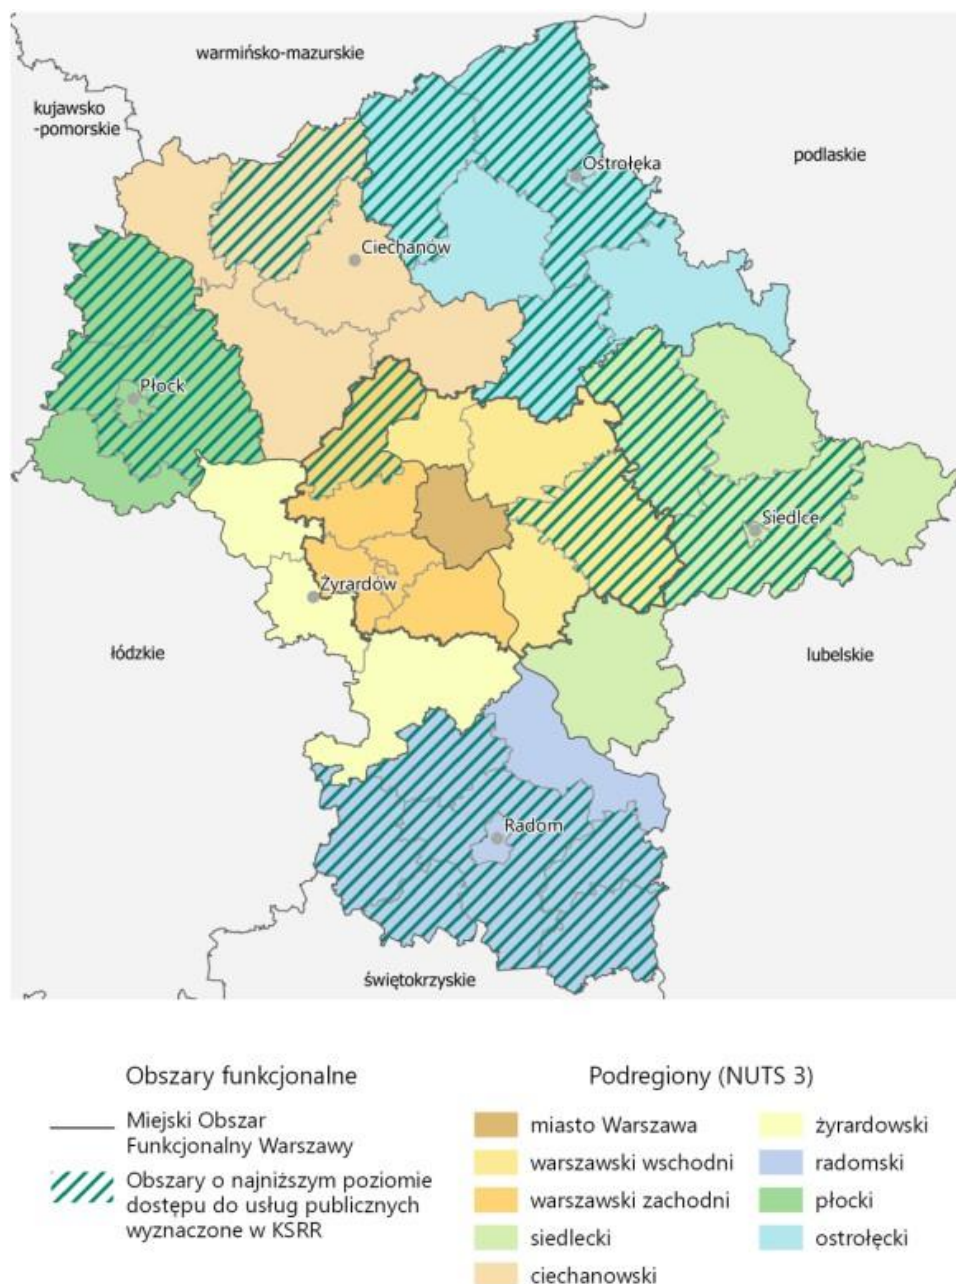 warmińsko-mazurskie
kujawsko
-pomorskie
podlaskie
Ostrołęka
Ciechanów
Płock
Siedlce
Żyrardów
łódzkie
lubelskie
Radom
świętokrzyskie
Obszary funkcjonalne
Miejski Obszar
Funkcjonalny Warszawy
Obszary o najniższym poziomie
dostępu do usług publicznych
wyznaczone w KSRR
Podregiony (NUTS 3)
miasto Warszawa
warszawski wschodni
warszawski zachodni
siedlecki
ciechanowski
żyrardowski
radomski
płocki
ostrołęcki